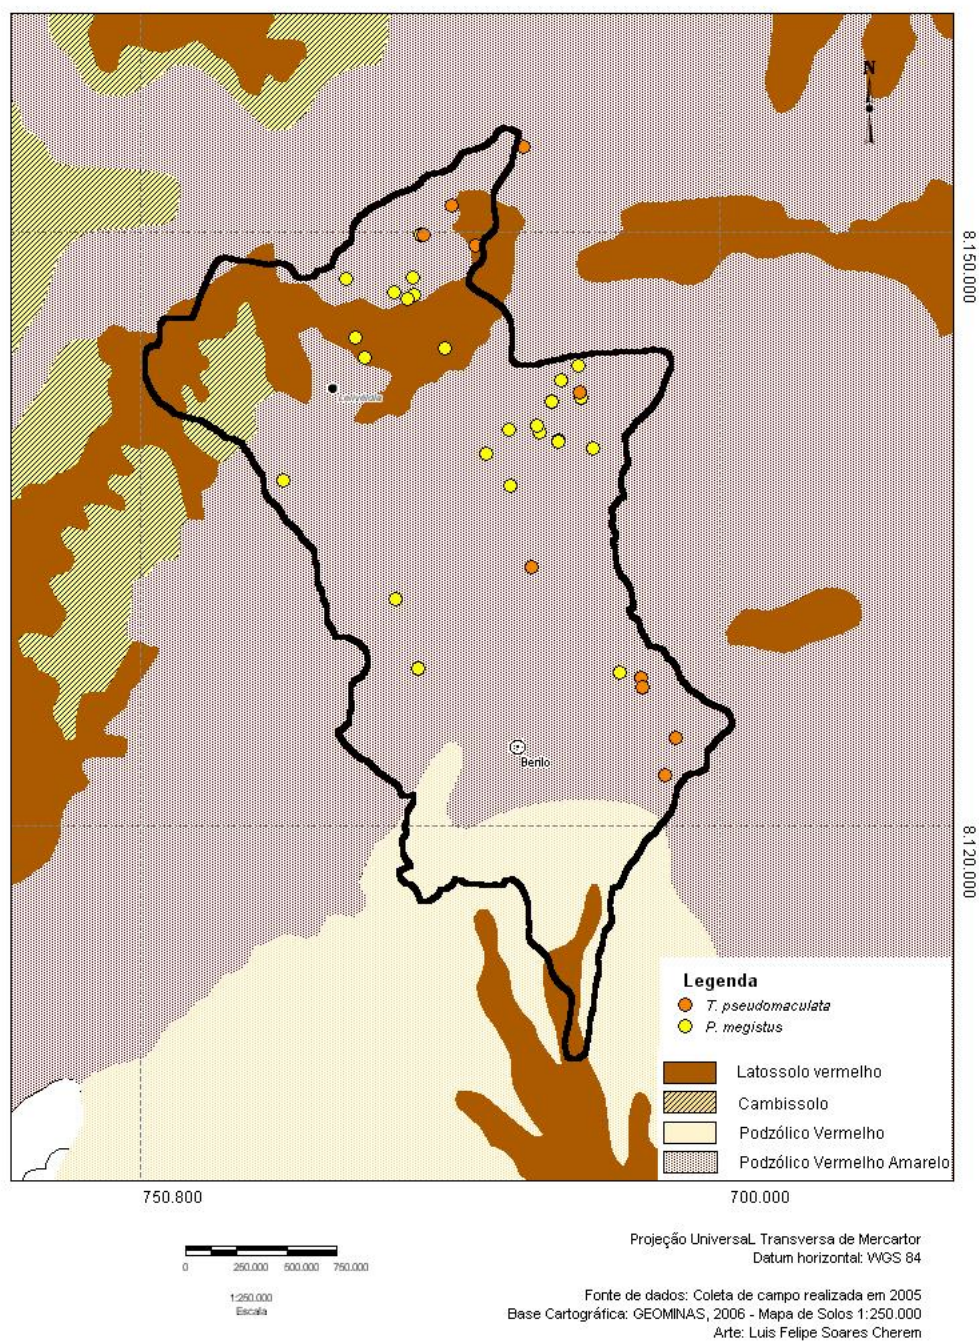 N
8.150.000
Lelivéldia
Berilo
8.120.000
Legenda
T. pseudomaculata
P. megistus
Latossolo vermelho
Cambissolo
Podzólico Vermelho
Podzólico Vermelho Amarelo
750.800
700.000
0 250.000 500.000 750.000
1:250.000
Escala
Projeção UniversaL Transversa de Mercartor
Datum horizontal: WGS 84
Fonte de dados: Coleta de campo realizada em 2005
Base Cartográfica: GEOMINAS, 2006 - Mapa de Solos 1:250.000
Arte: Luis Felipe Soares Cherem